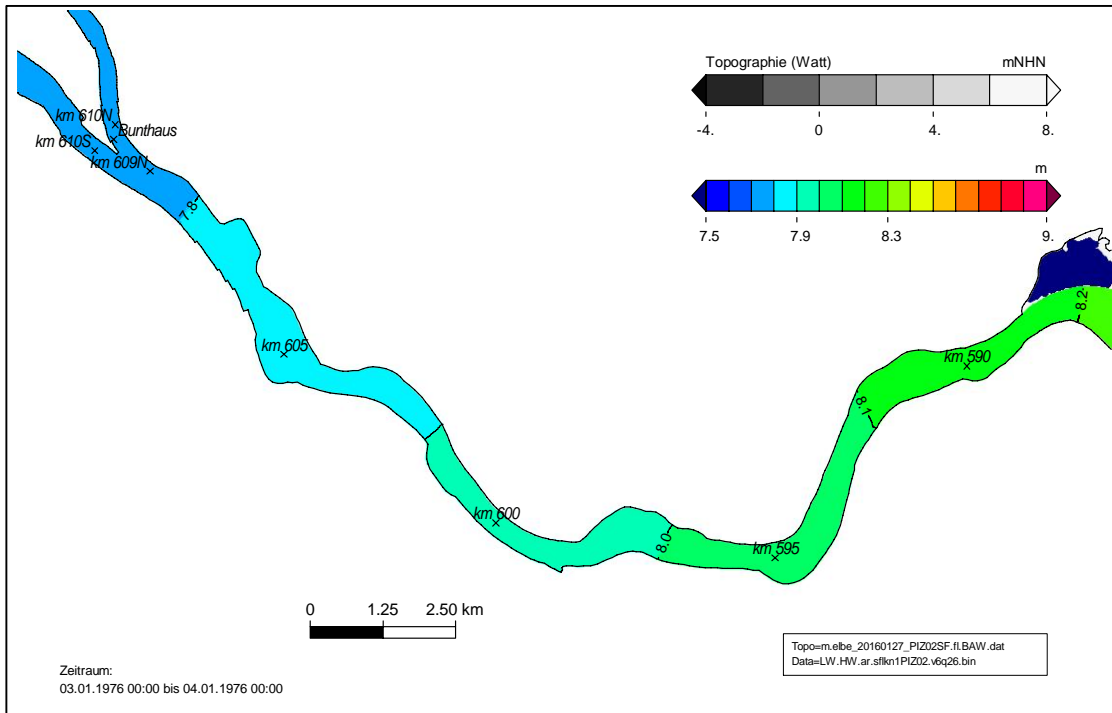 Topographie (Watt) mNHN
-4. 0 4. 8.
m
7.5 7.9 8.3 9.
km 610N
Bunthaus
km 610S
km 609N
7.8
8.2
km 605
km 590
8.1
km 600
8.0
km 595
0 1.25 2.50 km
Topo=m.elbe_20160127_PIZ02SF.fl.BAW.dat
Data=LW.HW.ar.sflkn1PIZ02.v6q26.bin
Zeitraum:
03.01.1976 00:00 bis 04.01.1976 00:00